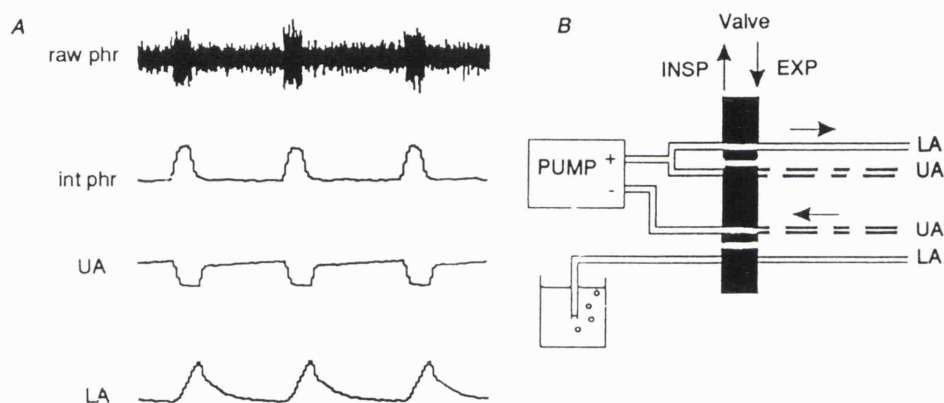 A
raw phr
int phr
UA
LA
B
Valve
INSP
EXP
PUMP
+
-
LA
UA
UA
LA